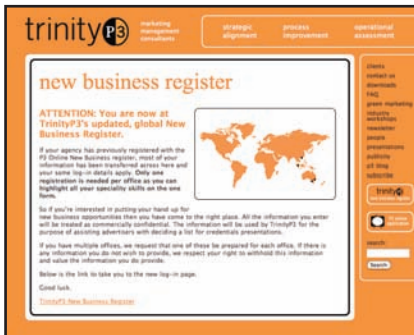 trinity P3
marketing
management
consultants
strategic
alignment
process
improvement
operational
assessment
new business register
ATTENTION: You are now at
TrinityP3's updated, global New
Business Register.
If your agency has previously registered with the
P3 Online New Business register, most of your
information has been transferred across here and
your same log-in details apply. Only one
registration is needed per office as you can
highlight all your speciality skills on the one
form.
So if you're interested in putting your hand up for
new business opportunities then you have come to the right place. All the information you enter
will be treated as commercially confidential. The information will be used by TrinityP3 for the
purpose of assisting advertisers with deciding a list for credentials presentations.
If you have multiple offices, we request that one of these be prepared for each office. If there is
any information you do not wish to provide, we respect your right to withhold this information
and value the information you do provide.
Below is the link to take you to the new log-in page.
Good luck.
TrinityP3 New Business Register
clients
contact us
downloads
FAQ
green marketing
industry
workshops
newsletter
people
presentations
publicity
p3 blog
subscribe
trinity P3
search:
Search